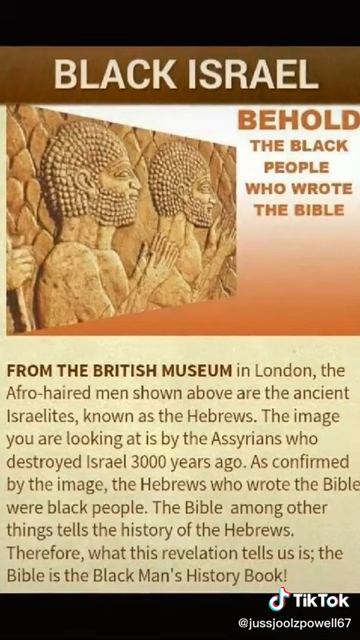 BLACK ISRAEL
BEHOLD
THE BLACK
PEOPLE
WHO WROTE
THE BIBLE
FROM THE BRITISH MUSEUM in London, the
Afro-haired men shown above are the ancient
Israelites, known as the Hebrews. The image
you are looking at is by the Assyrians who
destroyed Israel 3000 years ago. As confirmed
by the image, the Hebrews who wrote the Bible
were black people. The Bible among other
things tells the history of the Hebrews.
Therefore, what this revelation tells us is; the
Bible is the Black Man's History Book!
TikTok
@jussjoolzpowell67